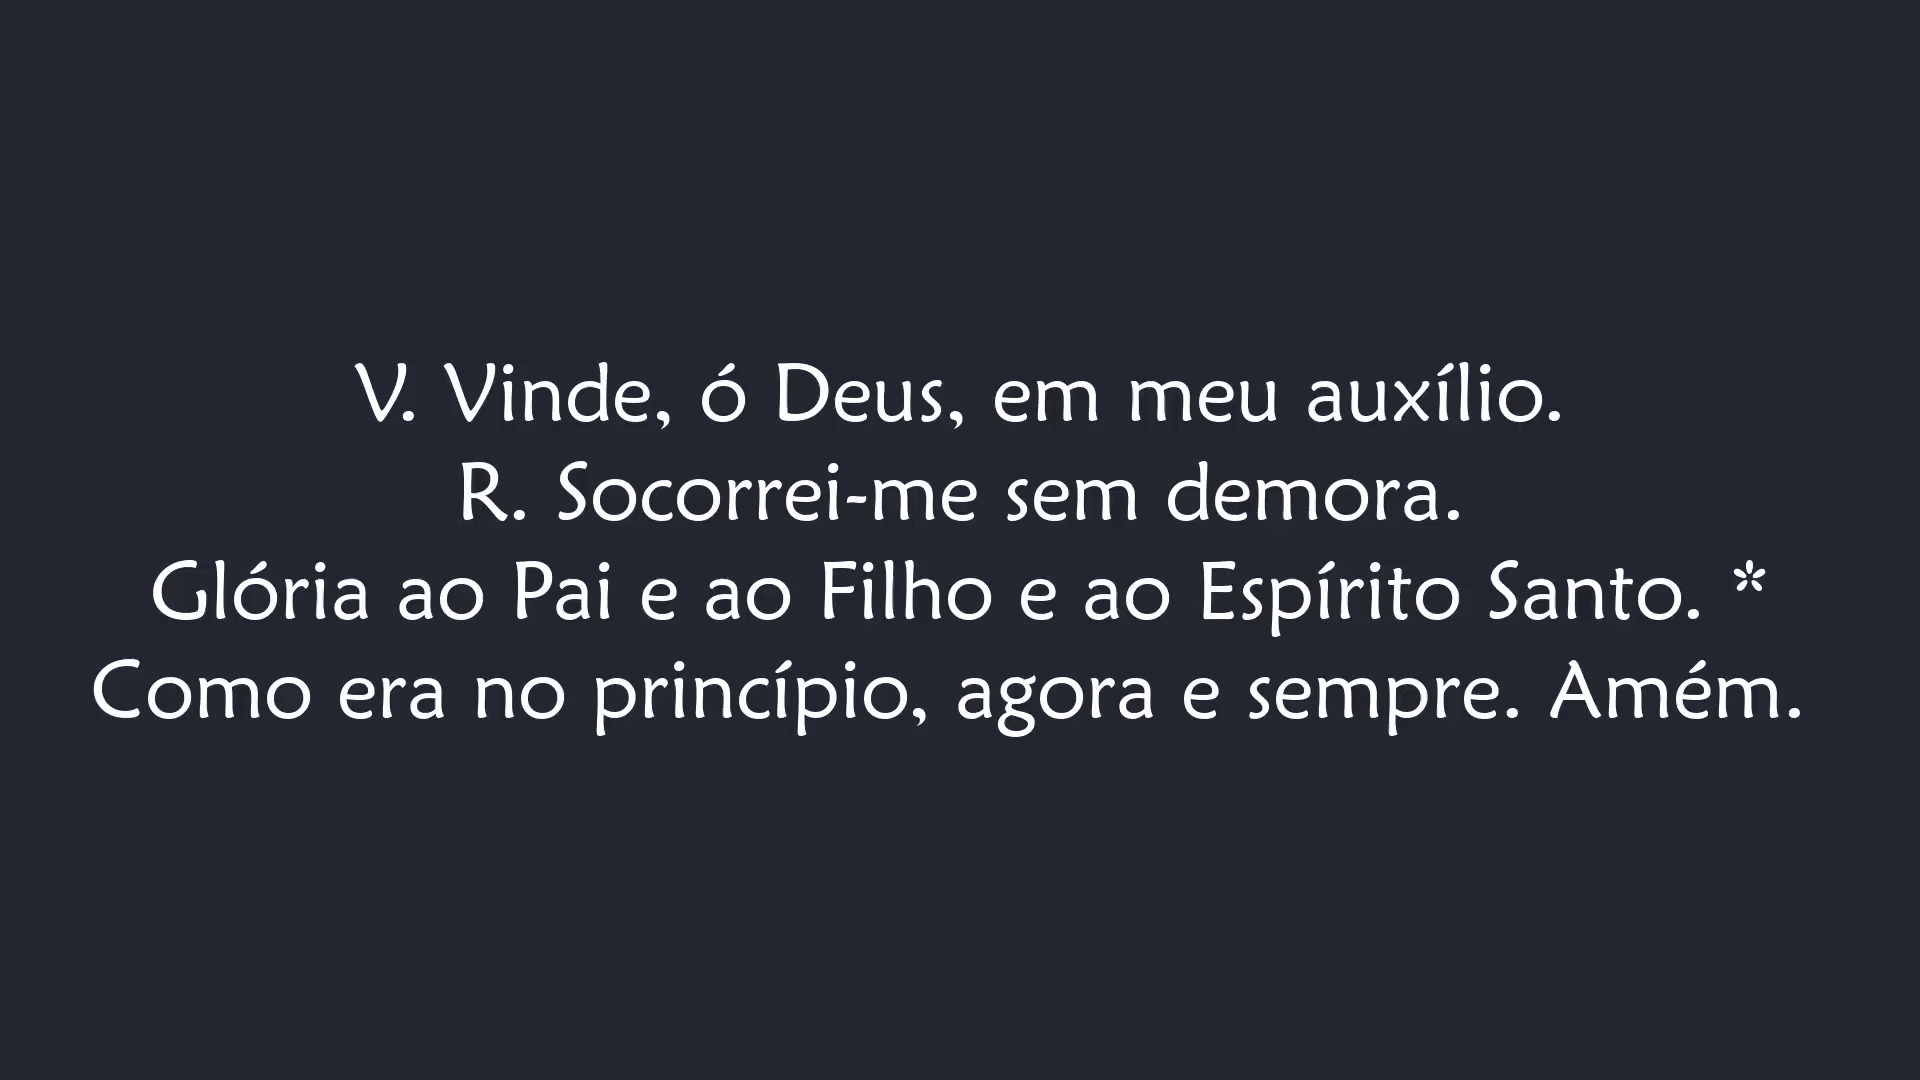 V. Vinde, ó Deus, em meu auxílio.
R. Socorrei-me sem demora.
Glória ao Pai e ao Filho e ao Espírito Santo. *
Como era no princípio, agora e sempre. Amém.